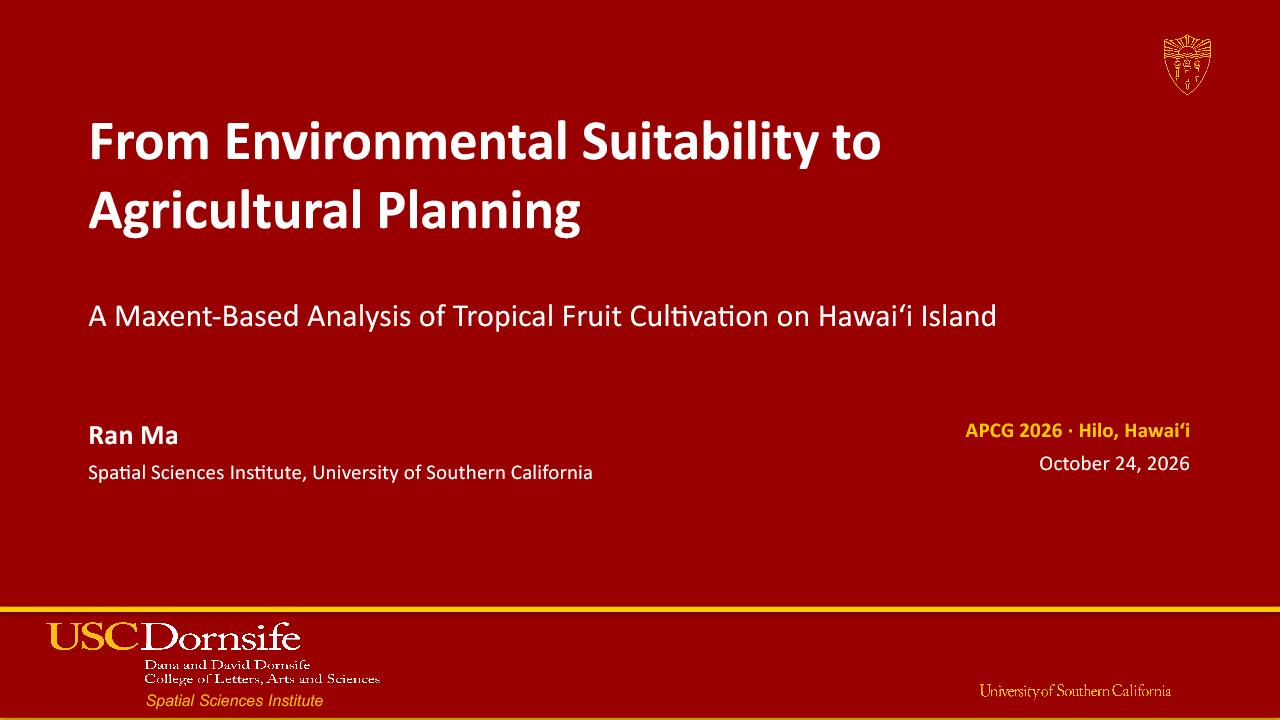 From Environmental Suitability to
Agricultural Planning
A Maxent-Based Analysis of Tropical Fruit Cultivation on Hawaiʻi Island
Ran Ma
Spatial Sciences Institute, University of Southern California
APCG 2026 · Hilo, Hawaiʻi
October 24, 2026
USC Dornsife
Dana and David Dornsife
College of Letters, Arts and Sciences
Spatial Sciences Institute
University of Southern California